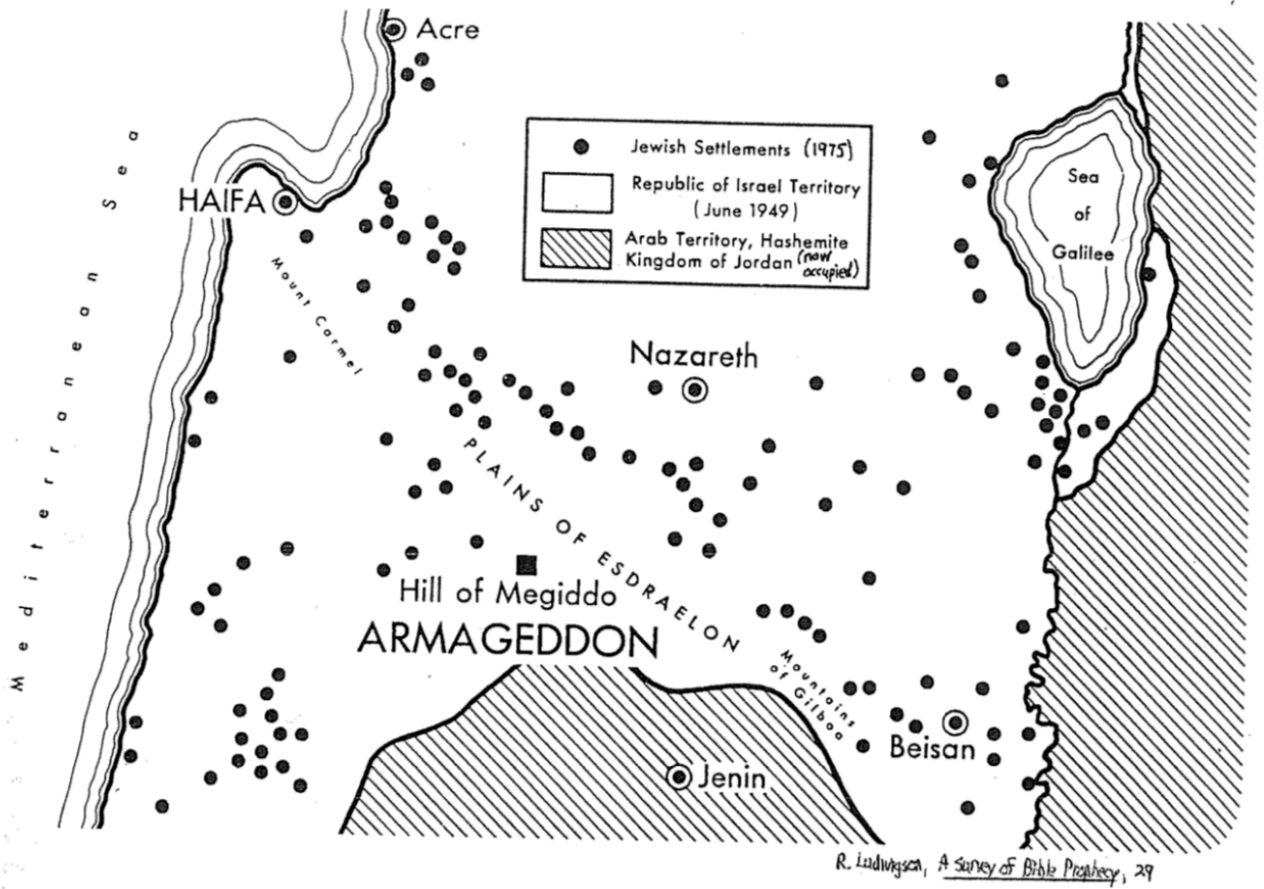 Acre
Mediterranean Sea
HAIFA
Mount Carmel
Jewish Settlements (1975)
Republic of Israel Territory
(June 1949)
Arab Territory, Hashemite
Kingdom of Jordan (now
occupied)
Sea
of
Galilee
Nazareth
PLAINS OF ESDRAELON
Hill of Megiddo
ARMAGEDDON
Mountains
of Gilboa
Beisan
Jenin
R. Ludwigson, A Survey of Bible Prophecy, 29